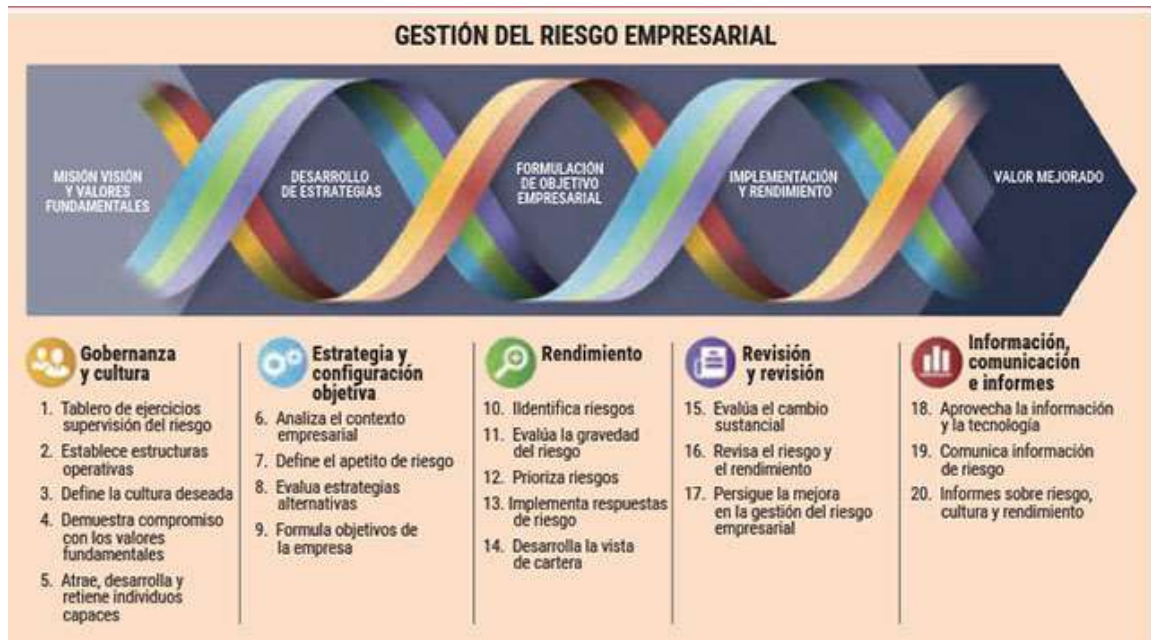 GESTIÓN DEL RIESGO EMPRESARIAL
MISIÓN VISIÓN
Y VALORES
FUNDAMENTALES
DESARROLLO
DE ESTRATEGIAS
FORMULACIÓN
DE OBJETIVO
EMPRESARIAL
IMPLEMENTACIÓN
Y RENDIMIENTO
VALOR MEJORADO
Gobernanza
y cultura
1. Tablero de ejercicios
supervisión del riesgo
2. Establece estructuras
operativas
3. Define la cultura deseada
4. Demuestra compromiso
con los valores
fundamentales
5. Atrae, desarrolla y
retiene individuos
capaces
Estrategia y
configuración
objetiva
6. Analiza el contexto
empresarial
7. Define el apetito de riesgo
8. Evalua estrategias
alternativas
9. Formula objetivos de
la empresa
Rendimiento
10. IIdentifica riesgos
11. Evalúa la gravedad
del riesgo
12. Prioriza riesgos
13. Implementa respuestas
de riesgo
14. Desarrolla la vista
de cartera
Revisión
y revisión
15. Evalúa el cambio
sustancial
16. Revisa el riesgo y
el rendimiento
17. Persigue la mejora
en la gestión del riesgo
empresarial
Información,
comunicación
e informes
18. Aprovecha la información
y la tecnología
19. Comunica información
de riesgo
20. Informes sobre riesgo,
cultura y rendimiento